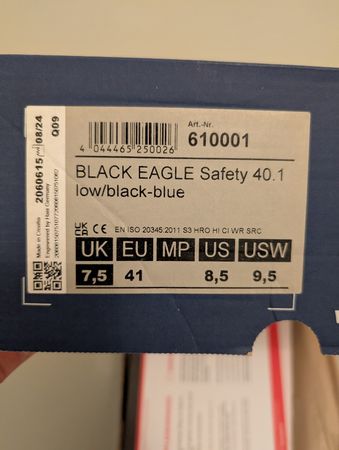 Art.-Nr.
4 044465 250026
610001
BLACK EAGLE Safety 40.1
low/black-blue
EN ISO 20345:2011 S3 HRO HI CI WR SRC
UK EU MP US USW
7,5 41 8,5 9,5
2060615 08/24
Q09
Made in Croatia
Engineered by Haix Germany